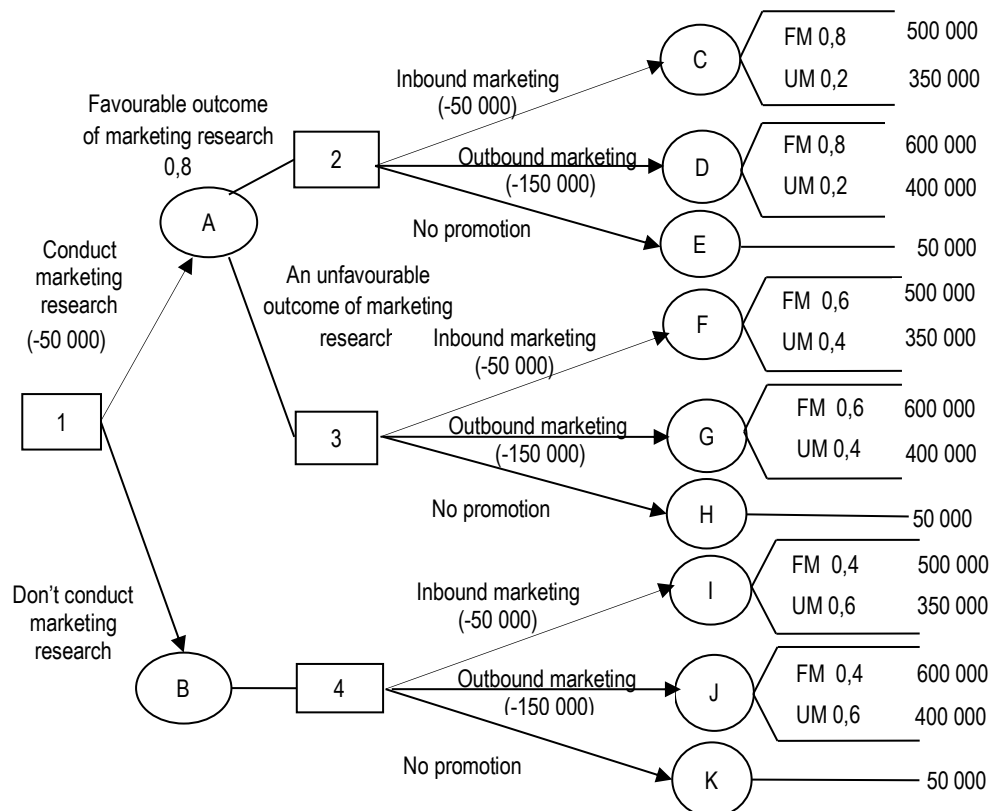 Favourable outcome
of marketing research
0,8
A
Conduct
marketing
research
(-50 000)
1
Don't conduct
marketing
research
B
2
Inbound marketing
(-50 000)
Outbound marketing
(-150 000)
No promotion
C
FM 0,8
500 000
UM 0,2
350 000
D
FM 0,8
600 000
UM 0,2
400 000
E
50 000
An unfavourable
outcome of marketing
research
3
Inbound marketing
(-50 000)
Outbound marketing
(-150 000)
No promotion
F
FM 0,6
500 000
UM 0,4
350 000
G
FM 0,6
600 000
UM 0,4
400 000
H
50 000
4
Inbound marketing
(-50 000)
Outbound marketing
(-150 000)
No promotion
I
FM 0,4
500 000
UM 0,6
350 000
J
FM 0,4
600 000
UM 0,6
400 000
K
50 000